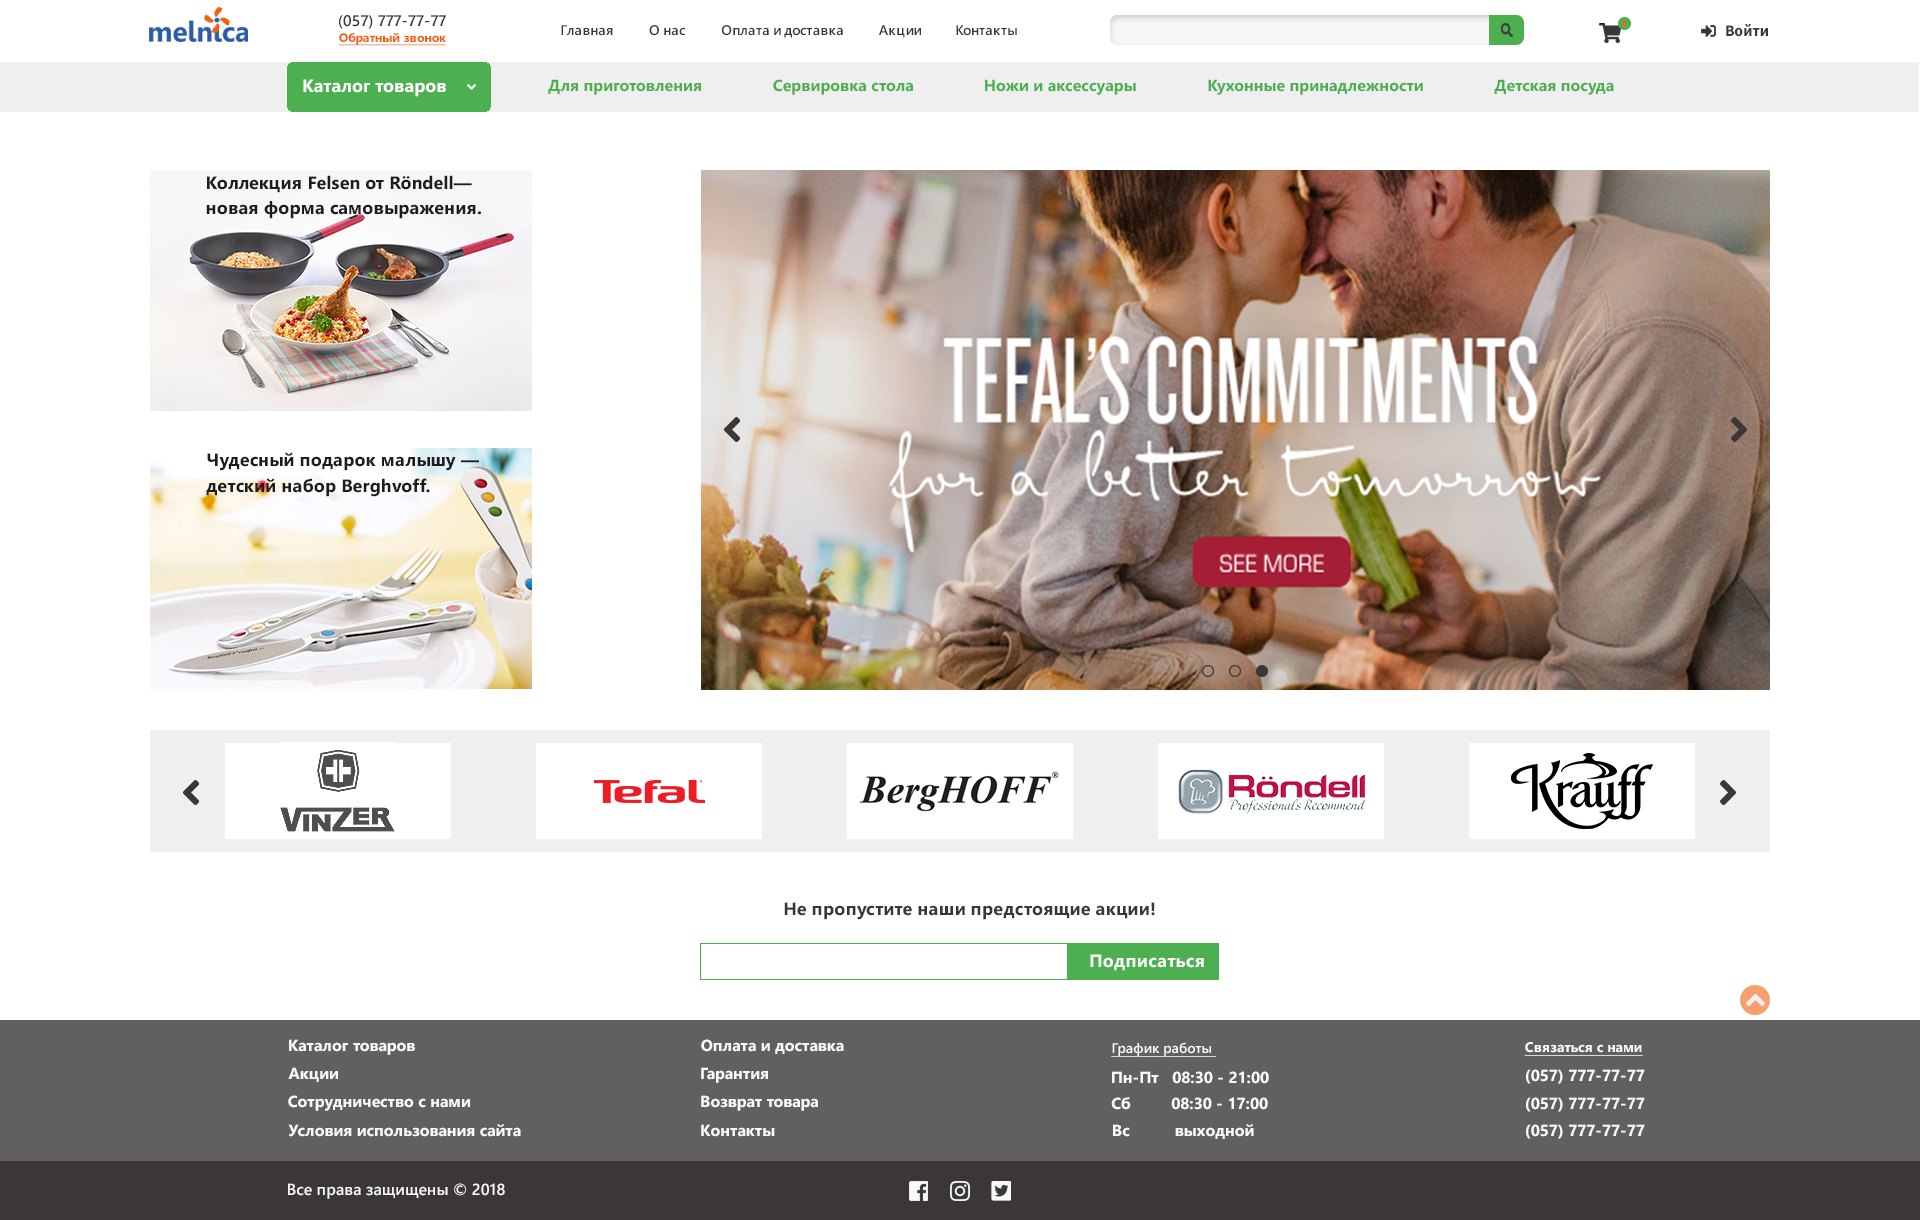 melnica
(057) 777-77-77
Обратный звонок
Главная
О нас
Оплата и доставка
Акции
Контакты
Войти
Каталог товаров
Для приготовления
Сервировка стола
Ножи и аксессуары
Кухонные принадлежности
Детская посуда
Коллекция Felsen от Röndell—
новая форма самовыражения.
Чудесный подарок малышу —
детский набор Berghvoff.
TEFAL'S COMMITMENTS
for a better tomorrow
SEE MORE
VINZER
Tefal
BergHOFF®
Röndell
Professionals Recommend
Krauff
Не пропустите наши предстоящие акции!
Подписаться
Каталог товаров
Акции
Сотрудничество с нами
Условия использования сайта
Оплата и доставка
Гарантия
Возврат товара
Контакты
График работы
Пн-Пт 08:30 - 21:00
Сб 08:30 - 17:00
Вс выходной
Связаться с нами
(057) 777-77-77
(057) 777-77-77
(057) 777-77-77
Все права защищены © 2018